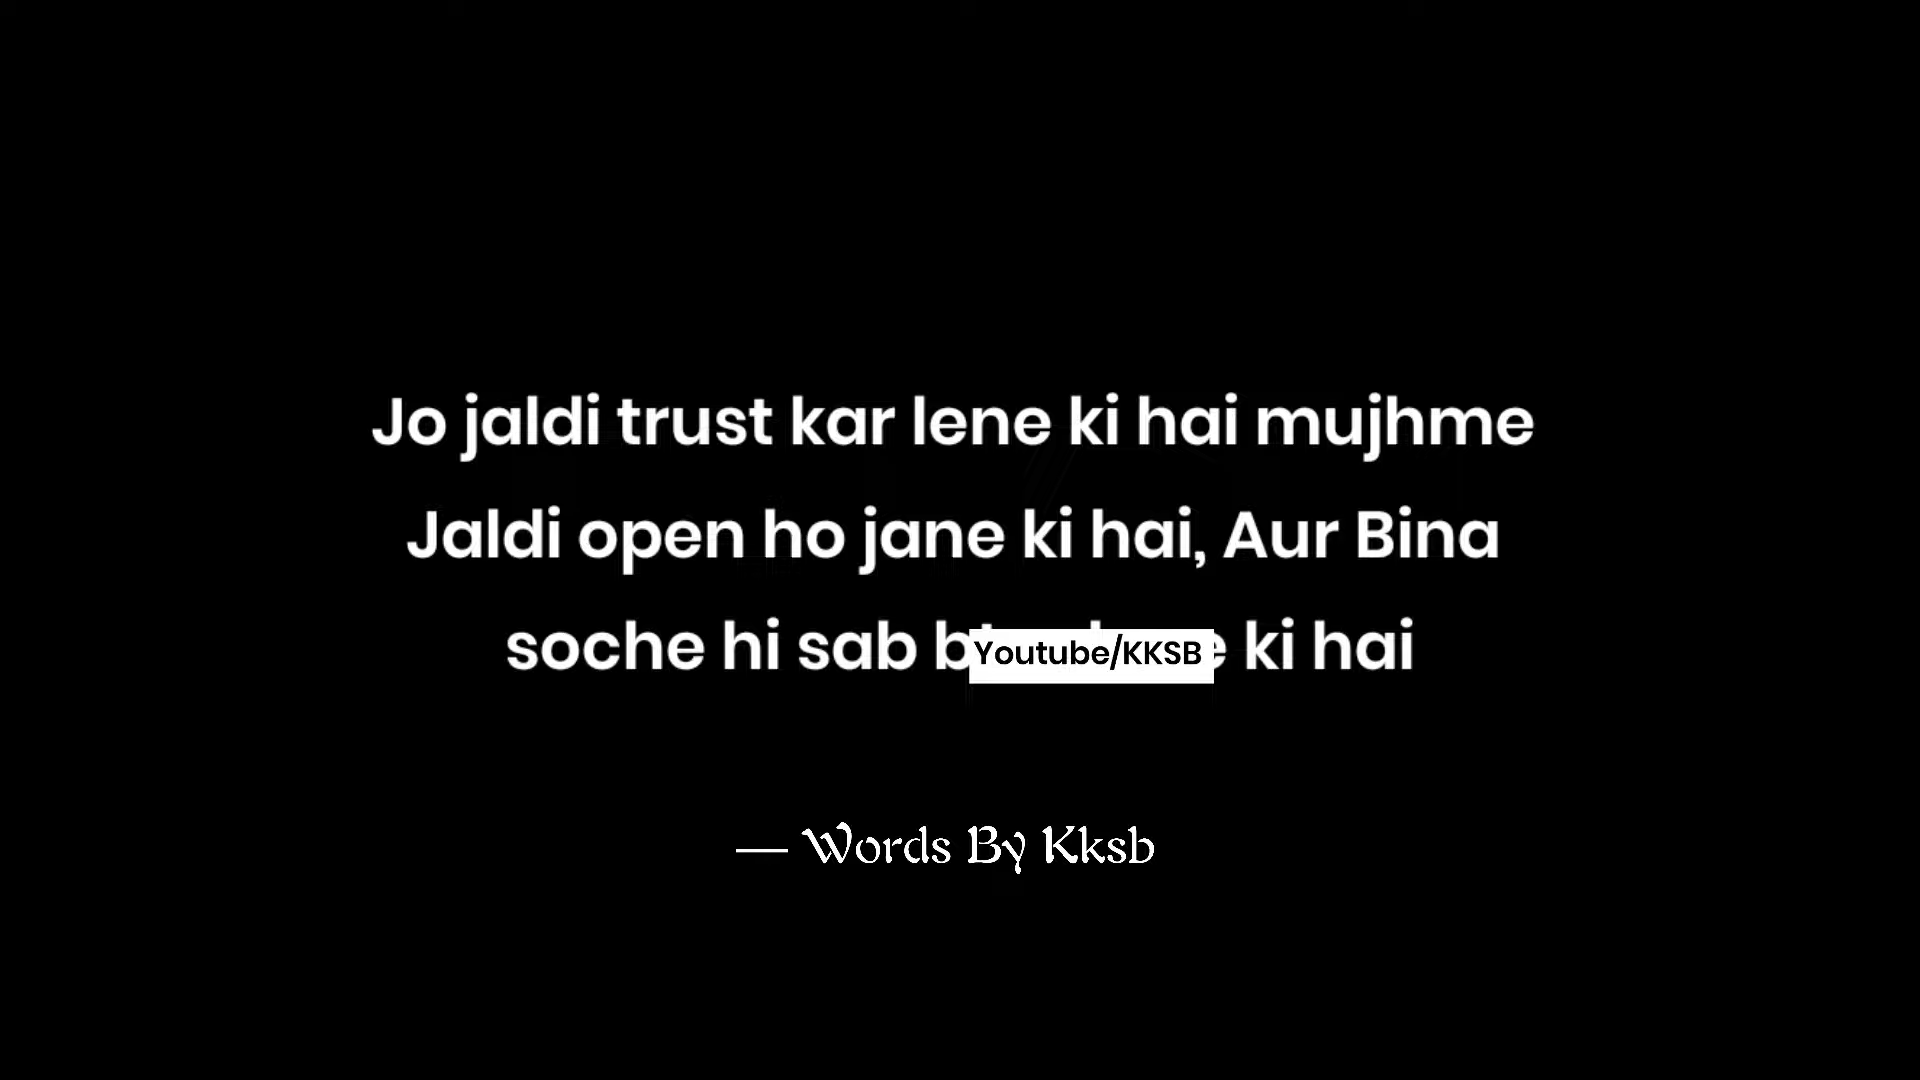 Jo jaldi trust kar lene ki hai mujhme
Jaldi open ho jane ki hai, Aur Bina
soche hi sab ki hai
Youtube/KKSB
— Words By Kksb